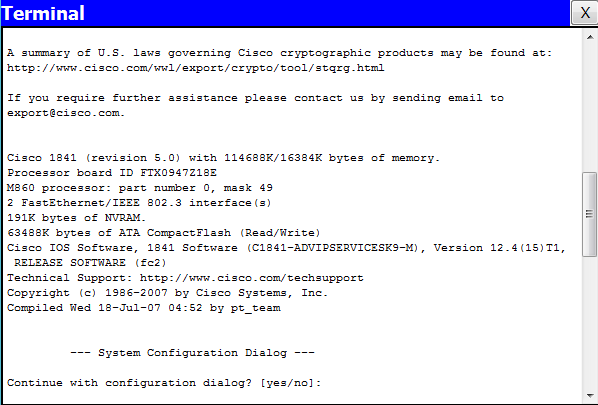 Terminal
X
A summary of U.S. laws governing Cisco cryptographic products may be found at:
http://www.cisco.com/wwl/export/crypto/tool/stqrg.html
If you require further assistance please contact us by sending email to
export@cisco.com.
Cisco 1841 (revision 5.0) with 114688K/16384K bytes of memory.
Processor board ID FTX0947Z18E
M860 processor: part number 0, mask 49
2 FastEthernet/IEEE 802.3 interface(s)
191K bytes of NVRAM.
63488K bytes of ATA CompactFlash (Read/Write)
Cisco IOS Software, 1841 Software (C1841-ADVIPSERVICESK9-M), Version 12.4(15)T1,
RELEASE SOFTWARE (fc2)
Technical Support: http://www.cisco.com/techsupport
Copyright (c) 1986-2007 by Cisco Systems, Inc.
Compiled Wed 18-Jul-07 04:52 by pt_team
--- System Configuration Dialog ---
Continue with configuration dialog? [yes/no]: